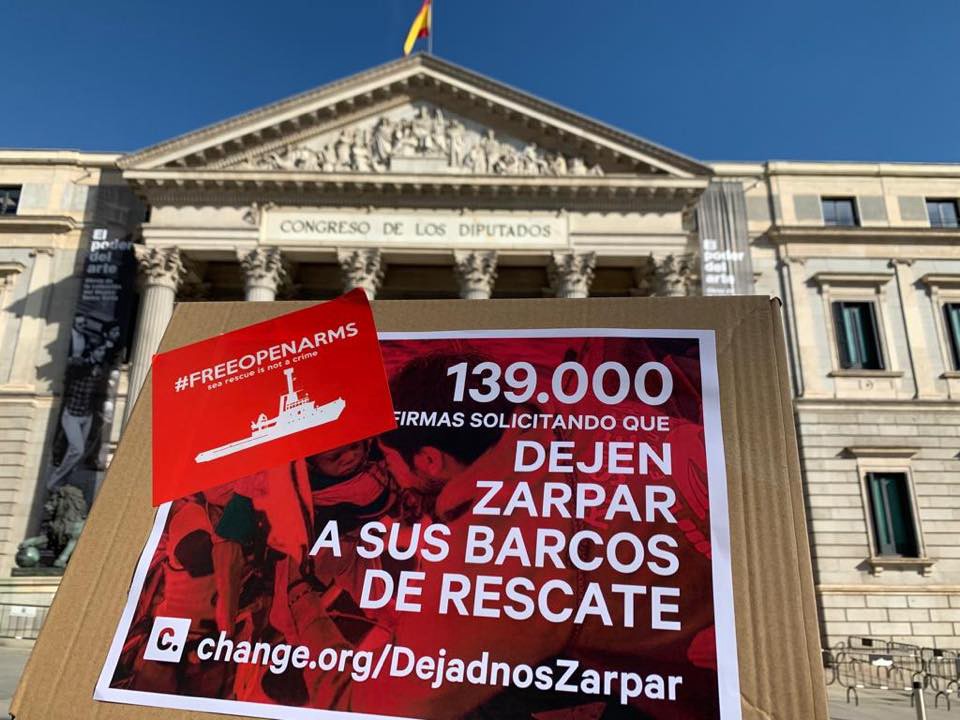 CONGRESO DE LOS DIPUTADOS
El
poder
del
arte
El
poder
del
arte
#FREEOPENARMS
sea rescue is not a crime
139.000
FIRMAS SOLICITANDO QUE
DEJEN
ZARPAR
A SUS BARCOS
DE RESCATE
c.
change.org/DejadnosZarpar